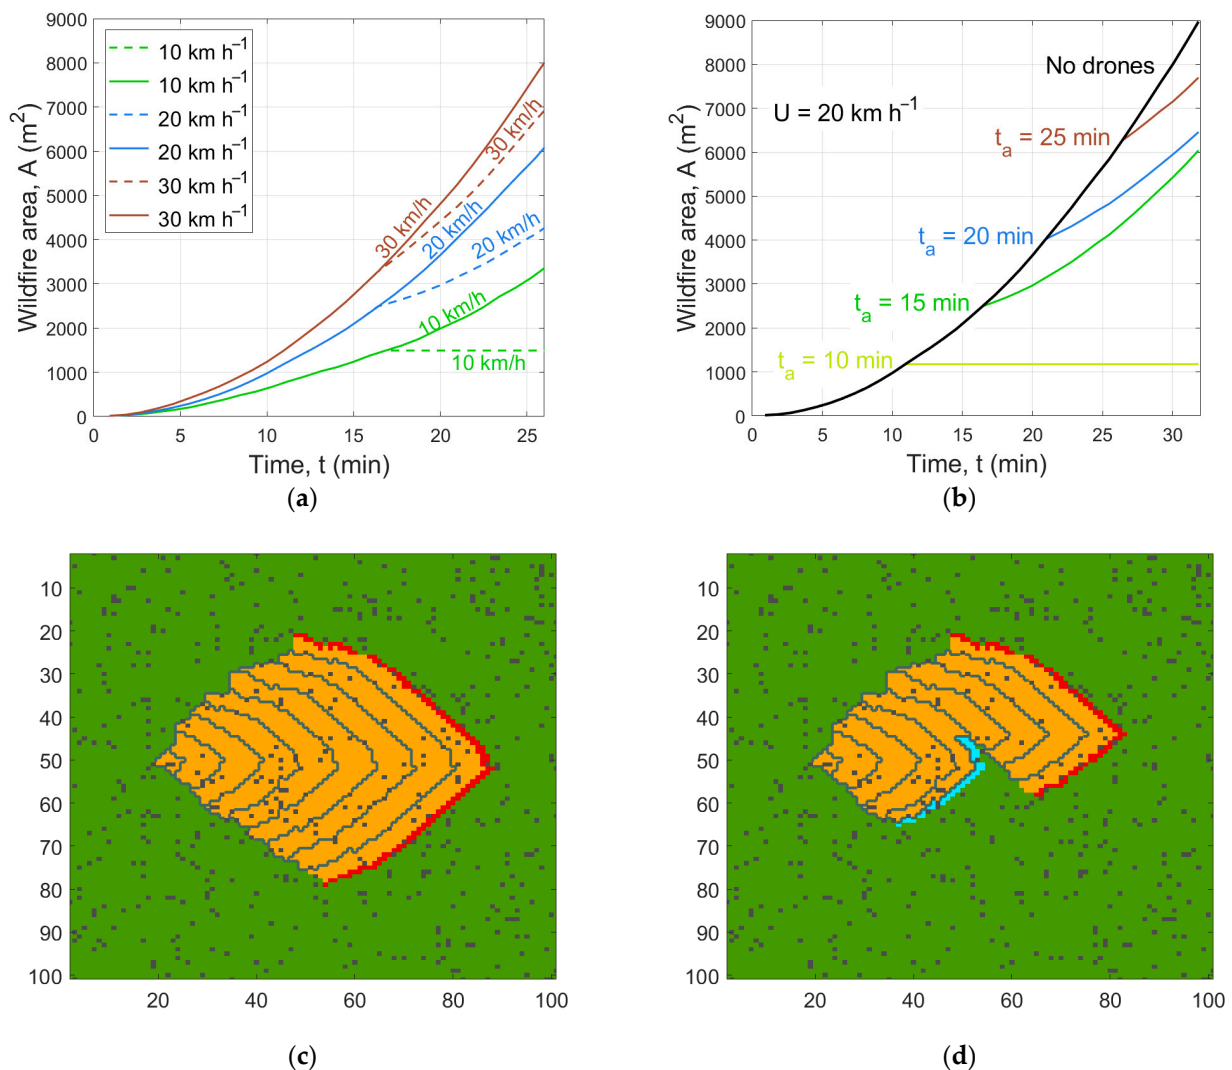 9000
8000
7000
6000
5000
4000
3000
2000
1000
0
Wildfire area, A (m²)
10 km h⁻¹
10 km h⁻¹
20 km h⁻¹
20 km h⁻¹
30 km h⁻¹
30 km h⁻¹
30 km/h
30 km/h
20 km/h
20 km/h
10 km/h
10 km/h
0 5 10 15 20 25
Time, t (min)
(a)
9000
8000
7000
6000
5000
4000
3000
2000
1000
0
Wildfire area, A (m²)
No drones
U = 20 km h⁻¹
tₐ = 25 min
tₐ = 20 min
tₐ = 15 min
tₐ = 10 min
0 5 10 15 20 25 30
Time, t (min)
(b)
10
20
30
40
50
60
70
80
90
100
20 40 60 80 100
(c)
10
20
30
40
50
60
70
80
90
100
20 40 60 80 100
(d)